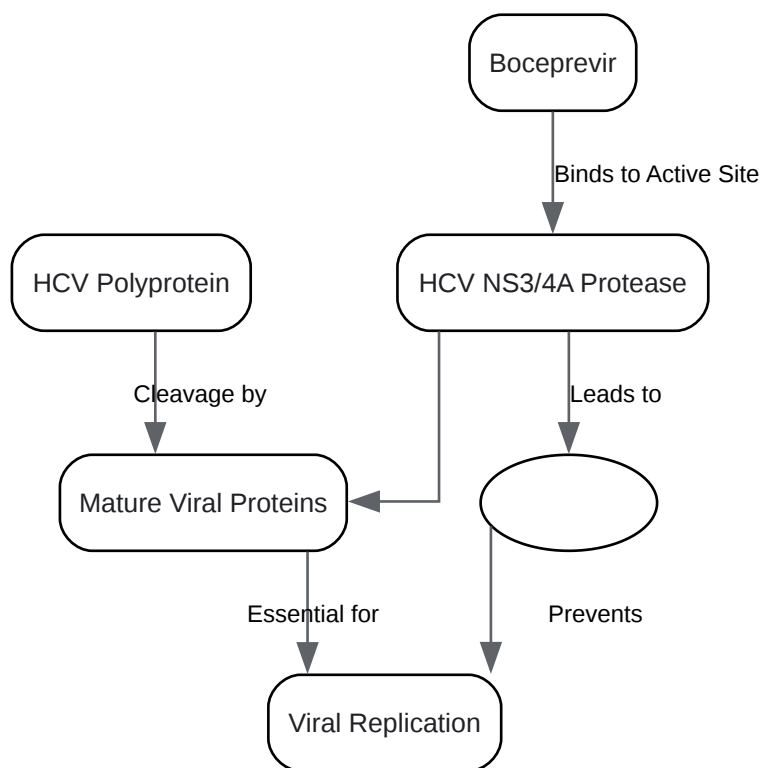 Boceprevir
Binds to Active Site
HCV Polyprotein
HCV NS3/4A Protease
Cleavage by
Leads to
Mature Viral Proteins
Essential for
Prevents
Viral Replication